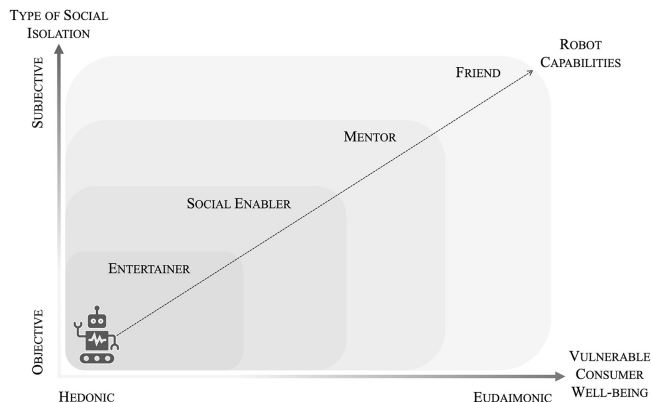 TYPE OF SOCIAL
ISOLATION
ROBOT
CAPABILITIES
SUBJECTIVE
FRIEND
MENTOR
SOCIAL ENABLER
ENTERTAINER
OBJECTIVE
VULNERABLE
CONSUMER
WELL-BEING
HEDONIC
EUDAIMONIC